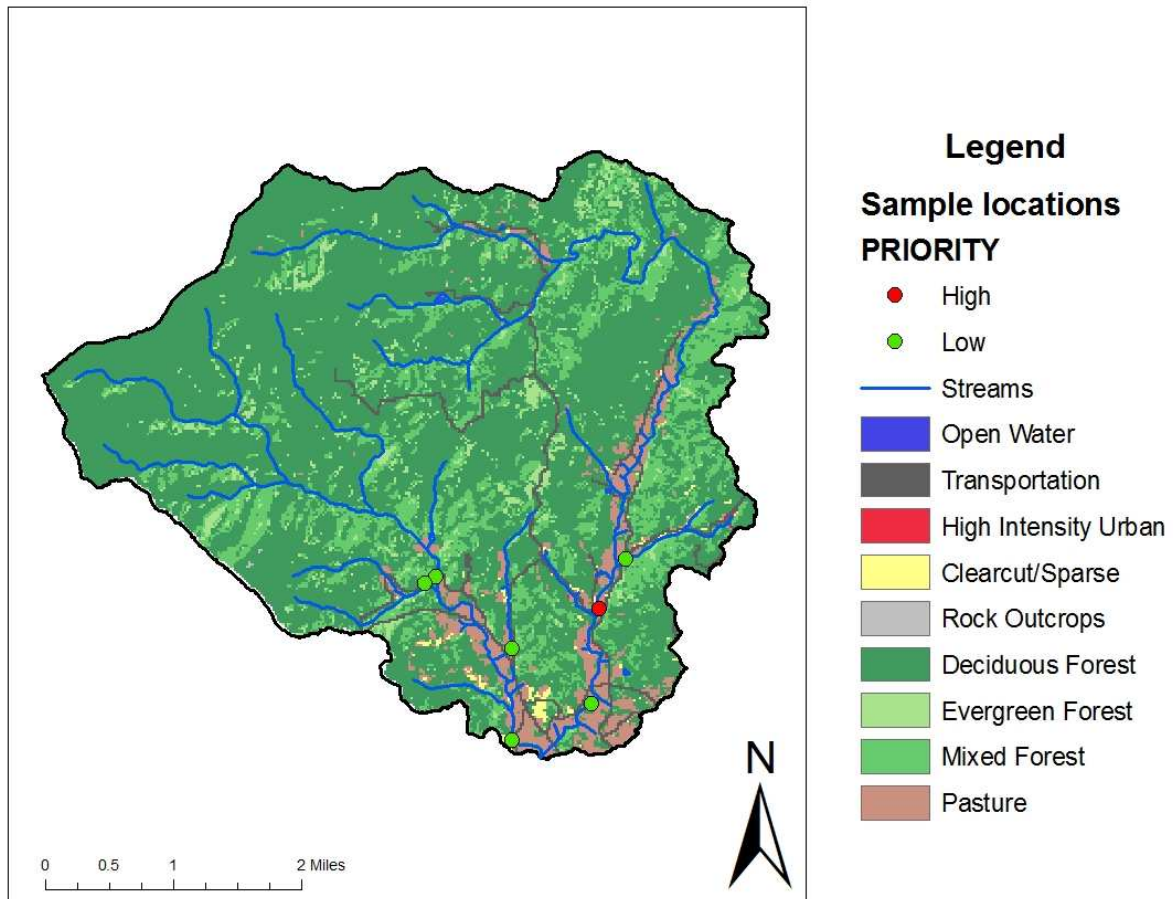 Legend
Sample locations
PRIORITY
High
Low
Streams
Open Water
Transportation
High Intensity Urban
Clearcut/Sparse
Rock Outcrops
Deciduous Forest
Evergreen Forest
Mixed Forest
Pasture
N
0 0.5 1 2 Miles